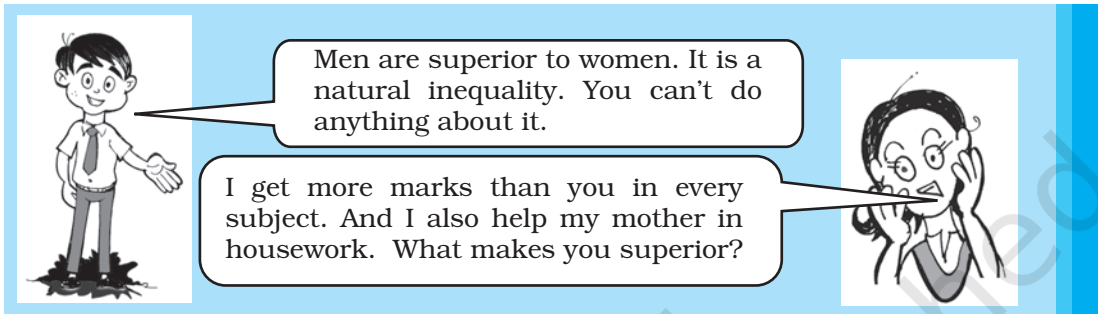 Men are superior to women. It is a
natural inequality. You can't do
anything about it.
I get more marks than you in every
subject. And I also help my mother in
housework. What makes you superior?
hed